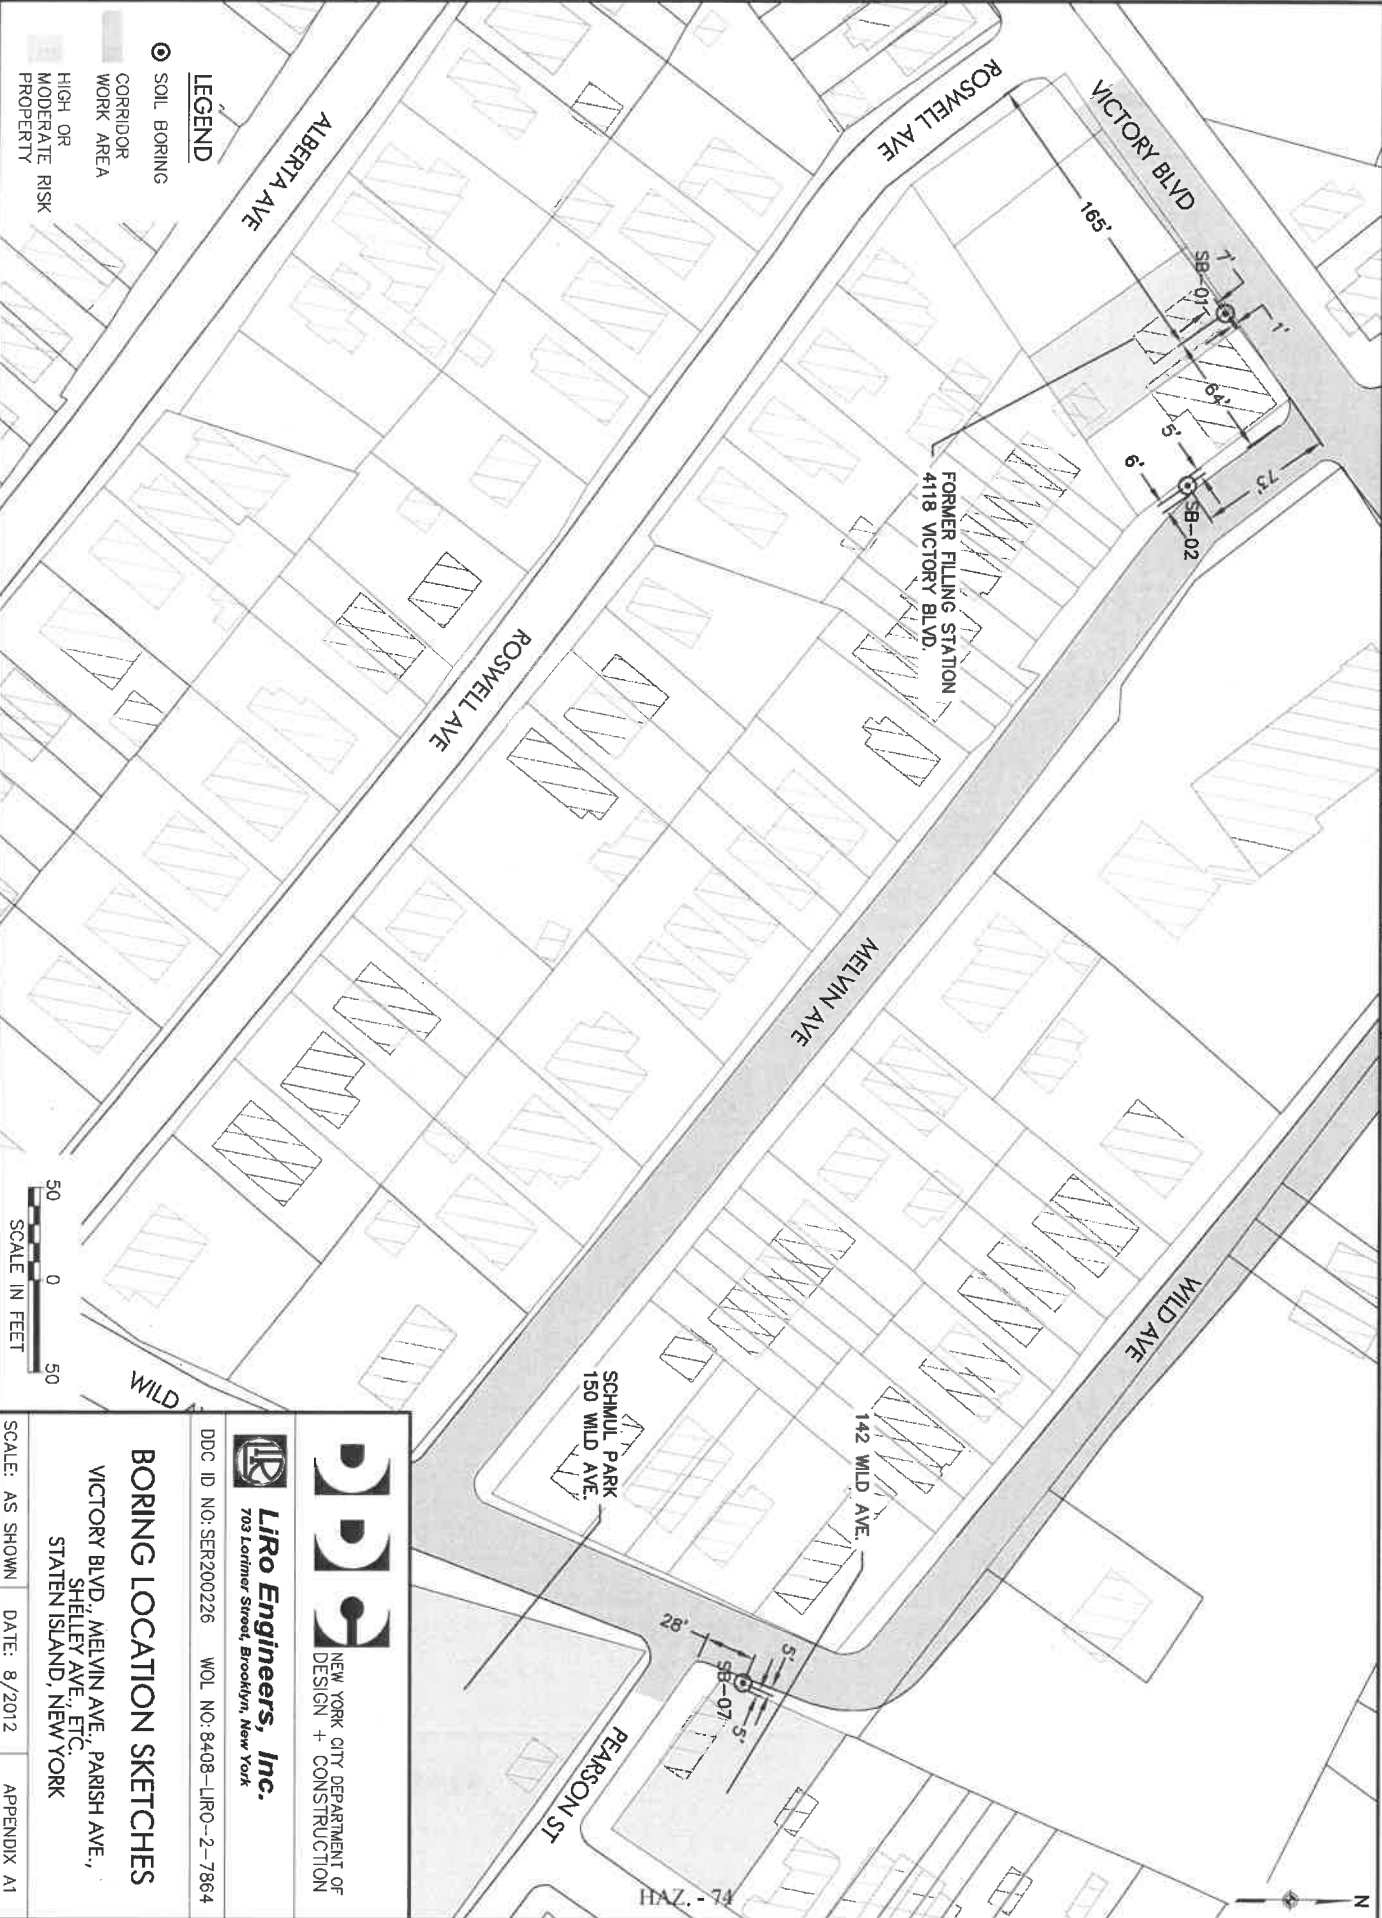 VICTORY BLVD
ROSWELL AVE
165'
7'
SB-01
1'
64'
5'
6'
73'
SB-02
FORMER FILLING STATION
4118 VICTORY BLVD.
ALBERTA AVE
ROSWELL AVE
MELVIN AVE
WILD AVE
142 WILD AVE.
SCHMUL PARK
150 WILD AVE.
28'
5'
SB-07
5'
PEARSON ST
N
LEGEND
SOIL BORING
CORRIDOR
WORK AREA
HIGH OR
MODERATE RISK
PROPERTY
50 0 50
SCALE IN FEET
WILD
DDC
NEW YORK CITY DEPARTMENT OF
DESIGN + CONSTRUCTION
LiRo Engineers, Inc.
703 Lorimer Street, Brooklyn, New York
DDC ID NO: SER200226 WOL NO: 8408-LIRO-2-7864
BORING LOCATION SKETCHES
VICTORY BLVD., MELVIN AVE., PARISH AVE.,
SHELLEY AVE., ETC.
STATEN ISLAND, NEW YORK
SCALE: AS SHOWN DATE: 8/2012 APPENDIX A1
HAZ. - 74